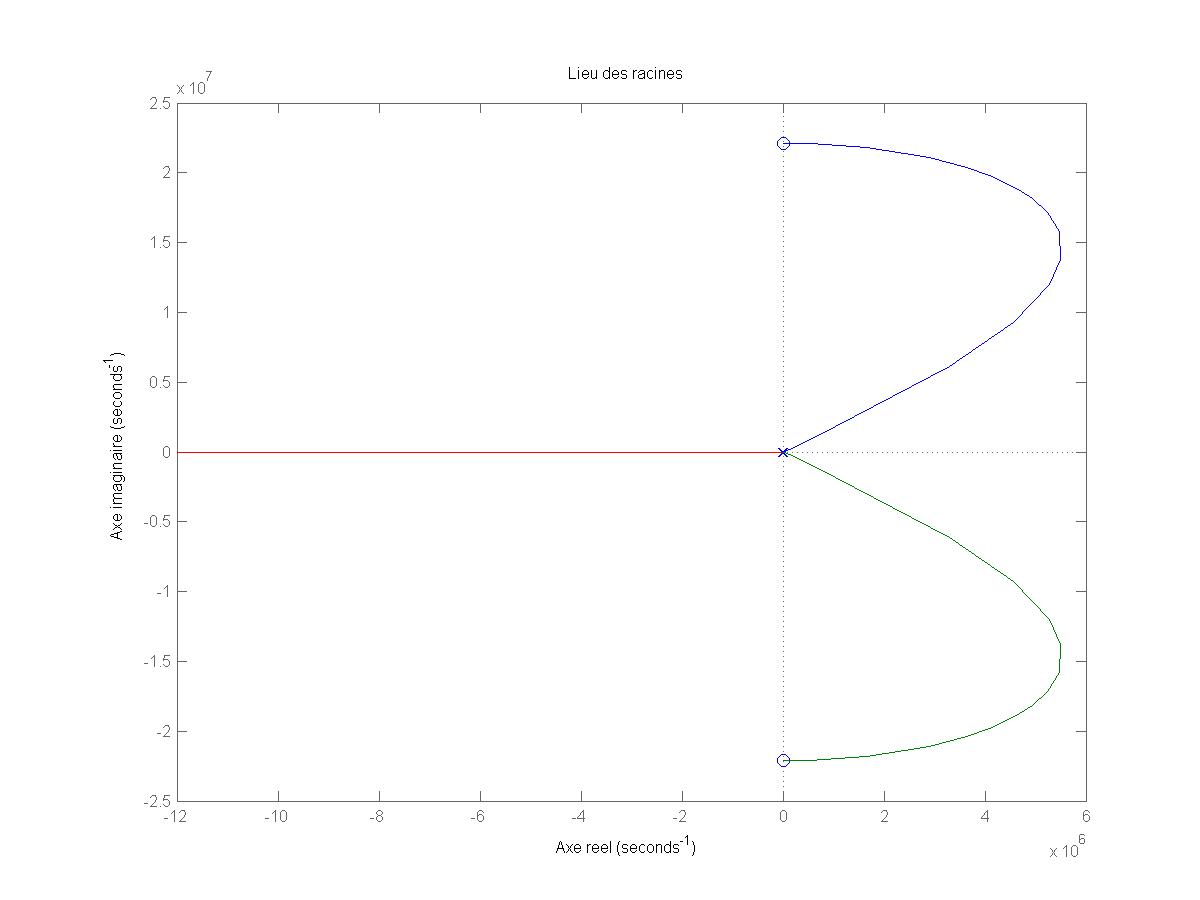 Lieu des racines
x 10^7
2.5
2
1.5
1
0.5
0
-0.5
-1
-1.5
-2
-2.5
Axe imaginaire (seconds^-1)
-12 -10 -8 -6 -4 -2 0 2 4 6
Axe reel (seconds^-1)
x 10^6